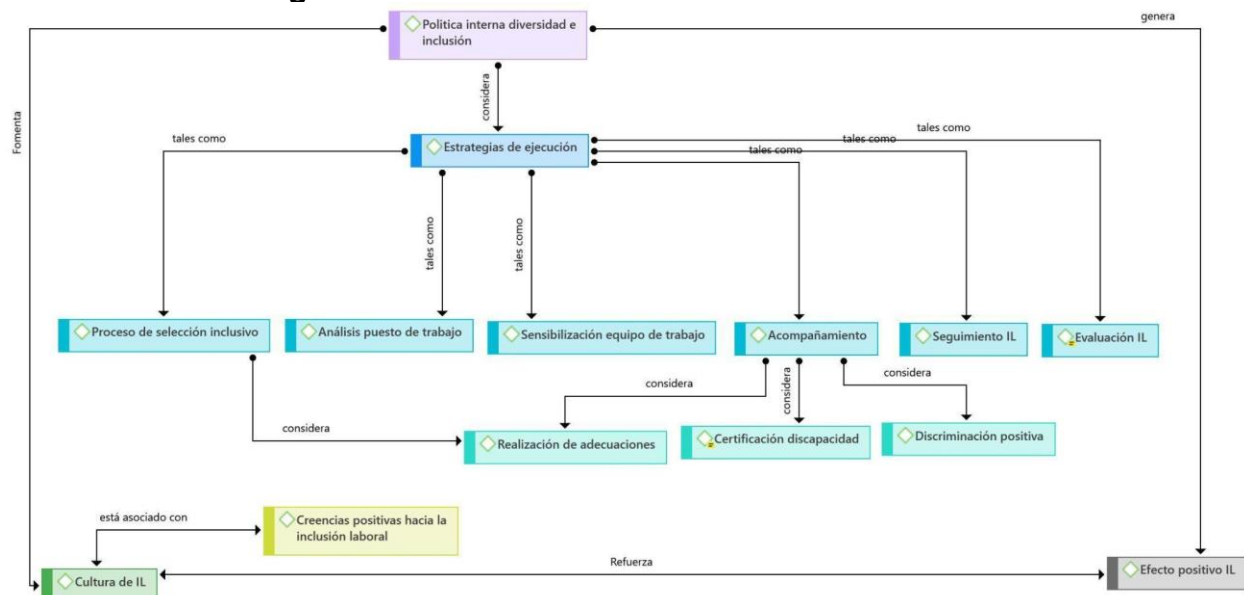 Politica interna diversidad e
inclusión
genera
considera
Fomenta
tales como
Estrategias de ejecución
tales como
tales como
tales como
tales como
tales como
Proceso de selección inclusivo
Análisis puesto de trabajo
Sensibilización equipo de trabajo
Acompañamiento
Seguimiento IL
Evaluación IL
considera
considera
considera
considera
Realización de adecuaciones
Certificación discapacidad
Discriminación positiva
está asociado con
Creencias positivas hacia la
inclusión laboral
Cultura de IL
Refuerza
Efecto positivo IL